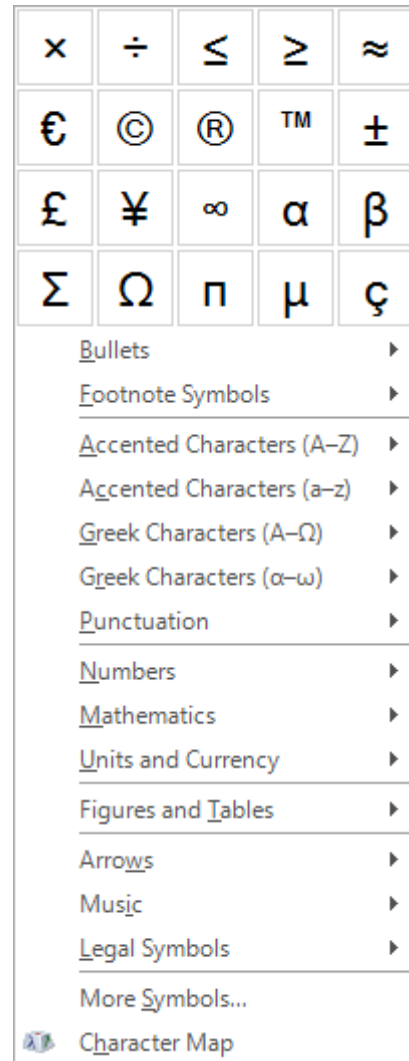 × ÷ ≤ ≥ ≈
€ © ® ™ ±
£ ¥ ∞ α β
Σ Ω п µ ç
Bullets
Footnote Symbols
Accented Characters (A–Z)
Accented Characters (a–z)
Greek Characters (A–Ω)
Greek Characters (α–ω)
Punctuation
Numbers
Mathematics
Units and Currency
Figures and Tables
Arrows
Music
Legal Symbols
More Symbols...
Character Map